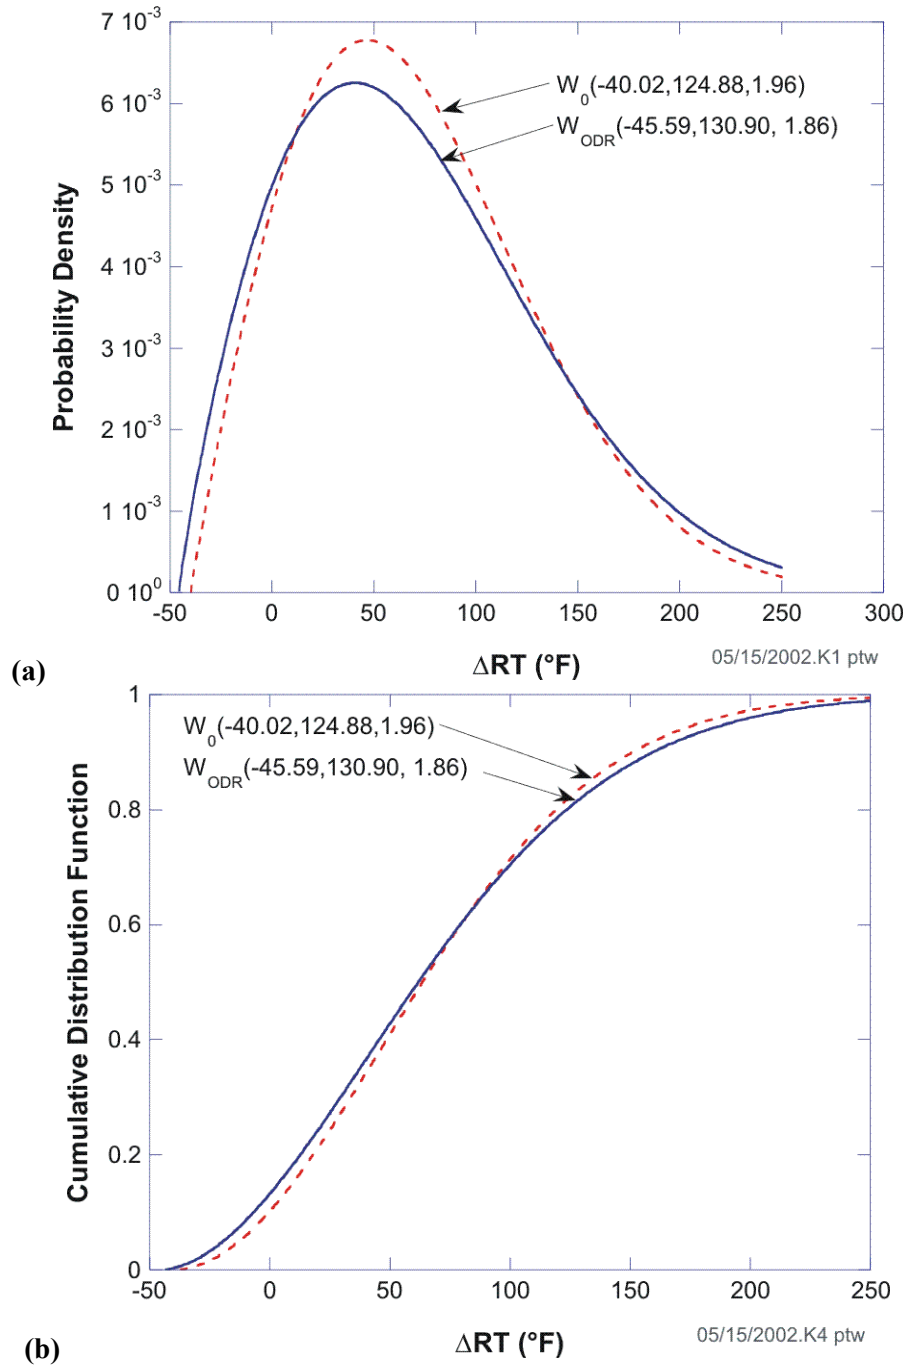 7 10-3
6 10-3
5 10-3
4 10-3
3 10-3
2 10-3
1 10-3
0 100
Probability Density
W0(-40.02,124.88,1.96)
WODR(-45.59,130.90, 1.86)
-50 0 50 100 150 200 250 300
(a)
ΔRT (°F)
05/15/2002.K1 ptw
1
0.8
0.6
0.4
0.2
0
Cumulative Distribution Function
W0(-40.02,124.88,1.96)
WODR(-45.59,130.90, 1.86)
-50 0 50 100 150 200 250
(b)
ΔRT (°F)
05/15/2002.K4 ptw